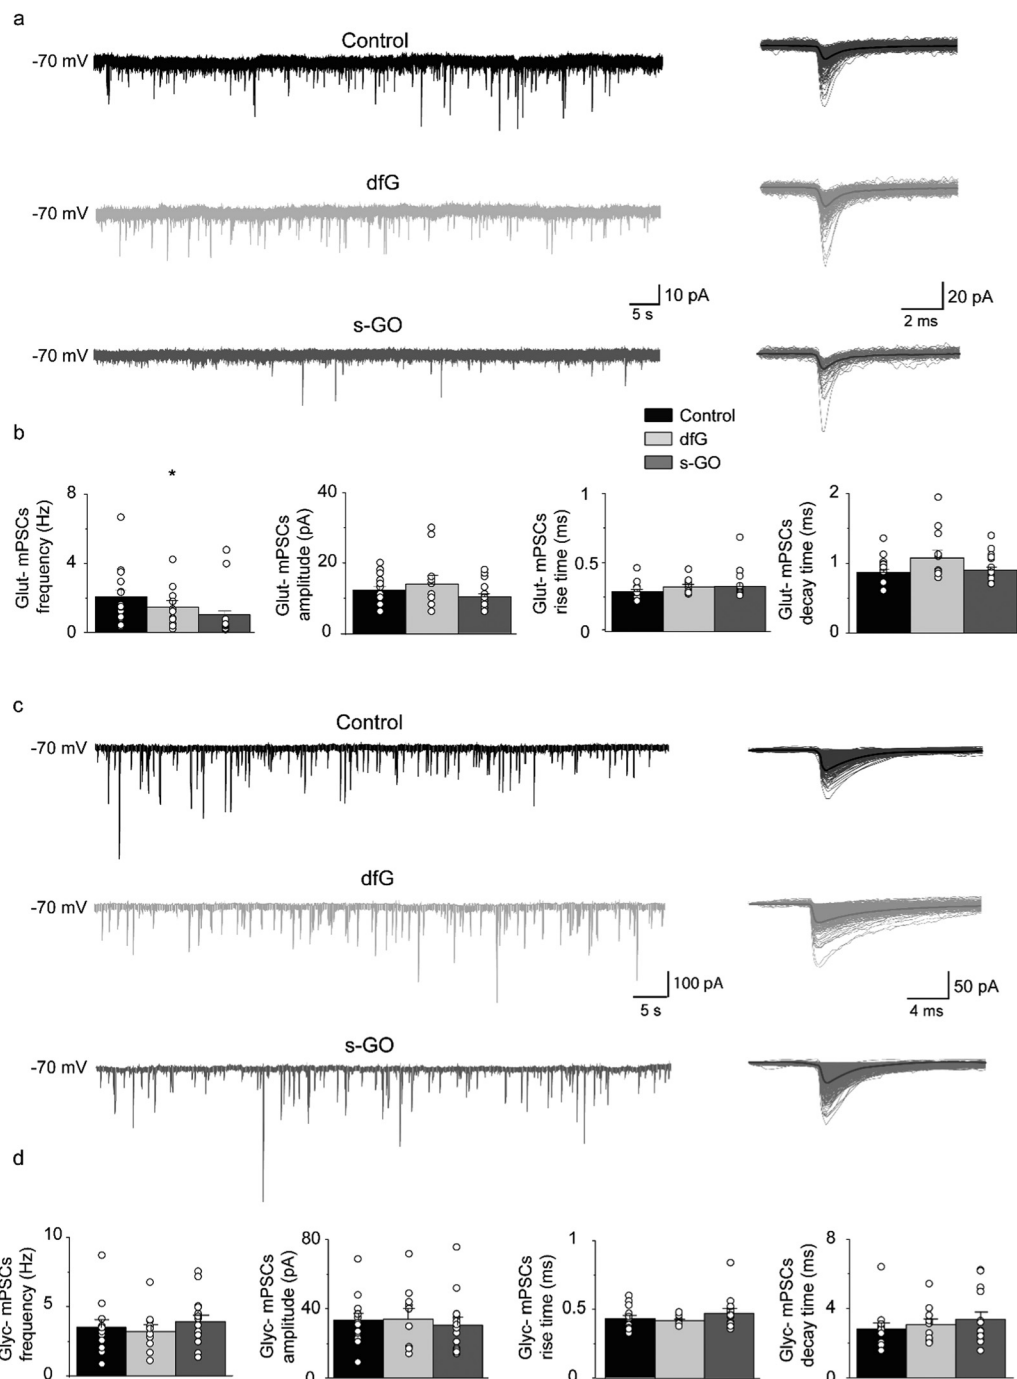 a
Control
-70 mV
dfG
-70 mV
10 pA
5 s
20 pA
2 ms
s-GO
-70 mV
Control
dfG
s-GO
b
*
Glut- mPSCs
frequency (Hz)
8
4
0
Glut- mPSCs
amplitude (pA)
40
20
0
Glut- mPSCs
rise time (ms)
1
0.5
0
Glut- mPSCs
decay time (ms)
2
1
0
c
Control
-70 mV
dfG
-70 mV
100 pA
5 s
50 pA
4 ms
s-GO
-70 mV
d
Glyc- mPSCs
frequency (Hz)
10
5
0
Glyc- mPSCs
amplitude (pA)
80
40
0
Glyc- mPSCs
rise time (ms)
1
0.5
0
Glyc- mPSCs
decay time (ms)
8
4
0